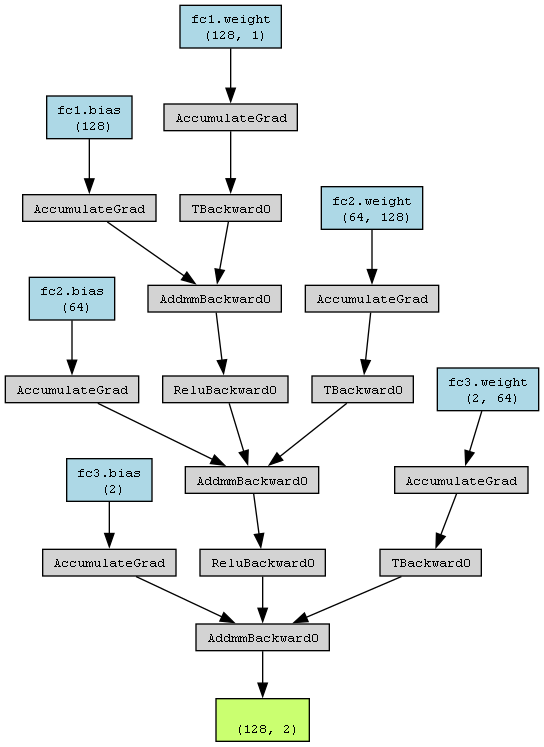 fc1.weight
(128, 1)
fc1.bias
(128)
AccumulateGrad
AccumulateGrad
TBackward0
fc2.weight
(64, 128)
fc2.bias
(64)
AddmmBackward0
AccumulateGrad
AccumulateGrad
ReluBackward0
TBackward0
fc3.weight
(2, 64)
fc3.bias
(2)
AddmmBackward0
AccumulateGrad
AccumulateGrad
ReluBackward0
TBackward0
AddmmBackward0
(128, 2)